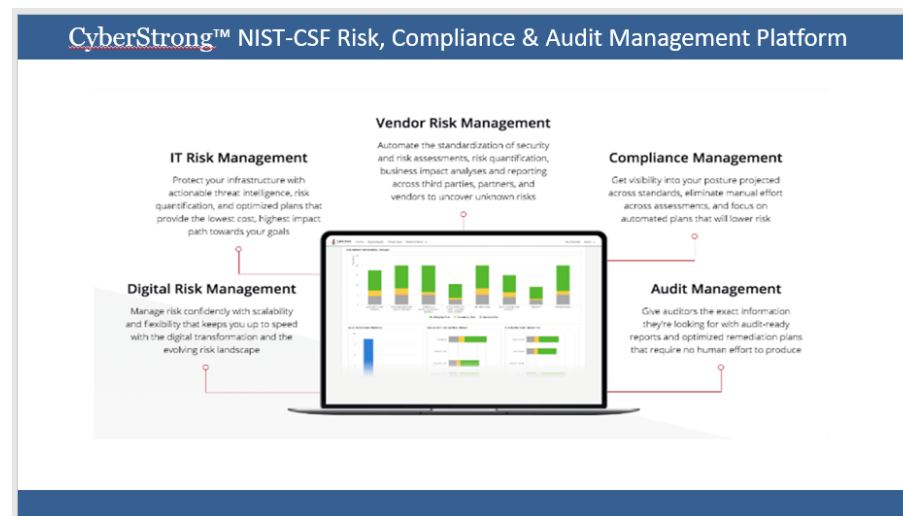 CyberStrong™ NIST-CSF Risk, Compliance & Audit Management Platform
Vendor Risk Management
Automate the standardization of security
and risk assessments, risk quantification,
business impact analyses and reporting
across third parties, partners, and
vendors to uncover unknown risks
IT Risk Management
Protect your infrastructure with
actionable threat intelligence, risk
quantification, and optimized plans that
provide the lowest cost, highest impact
path towards your goals
Compliance Management
Get visibility into your posture projected
across standards, eliminate manual effort
across assessments, and focus on
automated plans that will lower risk
Digital Risk Management
Manage risk confidently with scalability
and flexibility that keeps you up to speed
with the digital transformation and the
evolving risk landscape
Audit Management
Give auditors the exact information
they're looking for with audit-ready
reports and optimized remediation plans
that require no human effort to produce